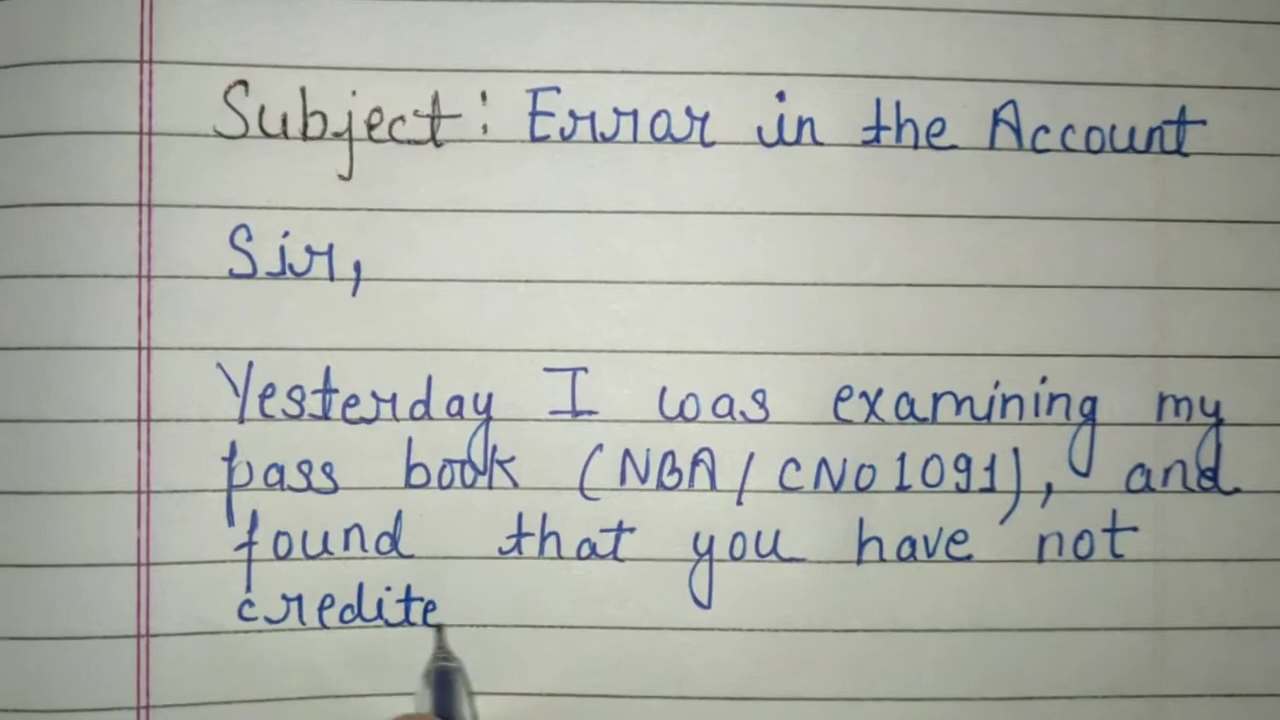 Subject: Errar in the Account
Sir,
Yesterday I was examining my
pass book (NBA/CNO1091), and
found that you have not
credite